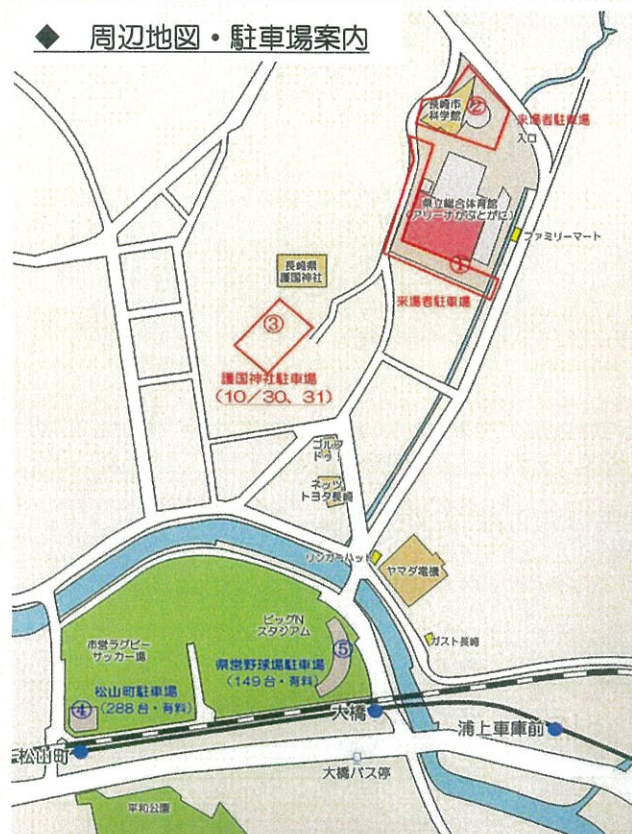 ◆ 周辺地図・駐車場案内
長崎市
科学館
②
来場者駐車場
入口
県立総合体育館
(アリーナかぶとがに)
ファミリーマート
①
来場者駐車場
長崎県
護国神社
③
護国神社駐車場
(10/30、31)
ゴルフ
ドゥ!
ネッツ
トヨタ長崎
リンガーハット
ヤマダ電機
ガスト長崎
ビッグN
スタジアム
市営ラグビー
サッカー場
県営野球場駐車場
(149台・有料)
⑤
松山町駐車場
(288台・有料)
④
大橋
浦上車庫前
松山町
大橋バス停
平和公園